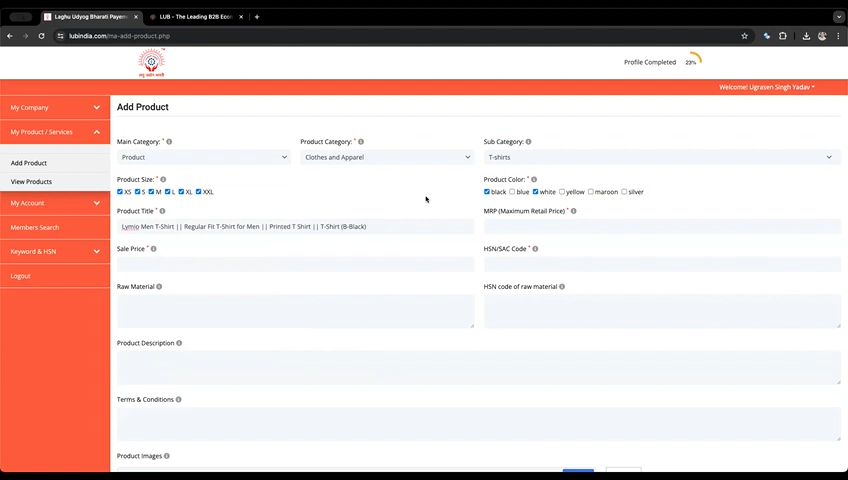 Laghu Udyog Bharati Payeme
LUB - The Leading B2B Econ
lubindia.com/ma-add-product.php
Profile Completed
23%
Welcome! Ugrasen Singh Yadav
My Company
My Product / Services
Add Product
View Products
My Account
Members Search
Keyword & HSN
Logout
Add Product
Main Category: *
Product Category: *
Sub Category:
Product
Clothes and Apparel
T-shirts
Product Size: *
Product Color: *
XS S M L XL XXL
black blue white yellow maroon silver
Product Title *
MRP (Maximum Retail Price) *
Lymio Men T-Shirt || Regular Fit T-Shirt for Men || Printed T Shirt || T-Shirt (B-Black)
Sale Price *
HSN/SAC Code *
Raw Material
HSN code of raw material
Product Description
Terms & Conditions
Product Images